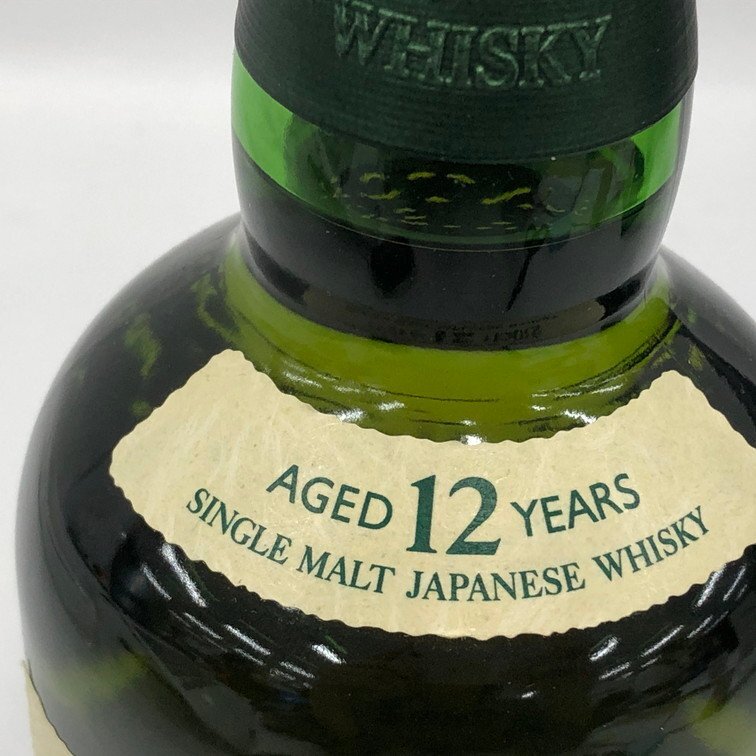 WHISKY
AGED 12 YEARS
SINGLE MALT JAPANESE WHISKY